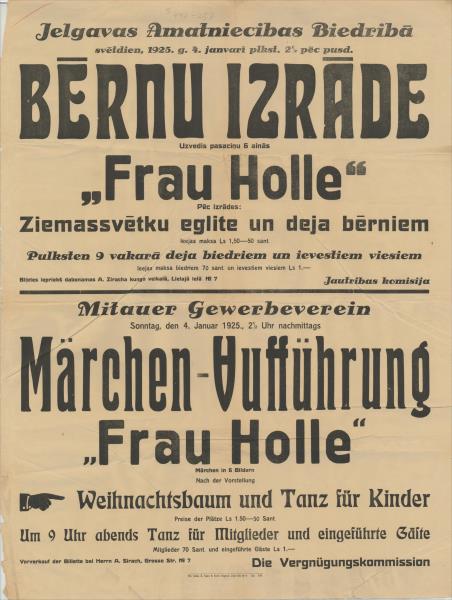 Jelgavas Amatniecības Biedrībā
svētdien, 1925. g. 4. janvarī plkst. 2½ pēc pusd.
BĒRNU IZRĀDE
Uzvedīs pasaciņu 6 ainās
„Frau Holle“
Pēc izrādes:
Ziemassvētku eglīte un deja bērniem
Ieejas maksa Ls 1,50—50 sant.
Pulksten 9 vakarā deja biedriem un ievestiem viesiem
Ieejas maksa biedriem 70 sant un ievestiem viesiem Ls 1.—
Biļetes iepriekš dabonamas A. Zīracha kunga veikalā, Lielajā ielā № 7
Jautrības komisija
Mitauer Gewerbeverein
Sonntag, den 4. Januar 1925., 2½ Uhr nachmittags
Märchen-Aufführung
„Frau Holle“
Märchen in 6 Bildern
Nach der Vorstellung
Weihnachtsbaum und Tanz für Kinder
Preise der Plätze Ls 1.50—50 Sant.
Um 9 Uhr abends Tanz für Mitglieder und eingeführte Gäste
Mitglieder 70 Sant. und eingeführte Gäste Ls 1.—
Vorverkauf der Billette bei Herrn A. Sirach, Grosse Str. № 7
Die Vergnügungskommission